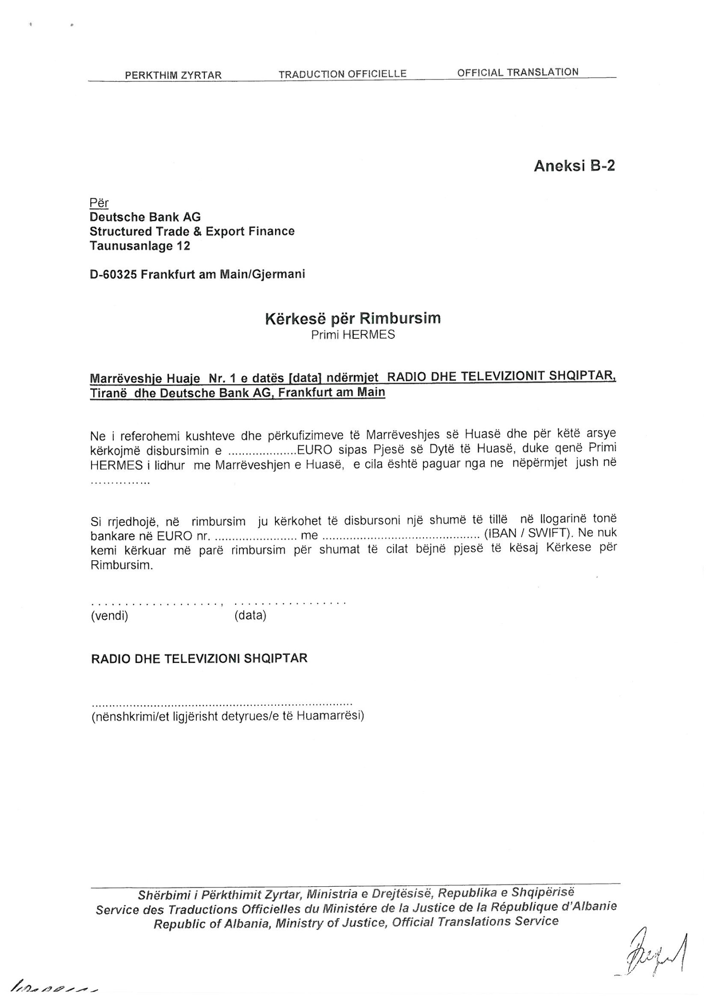 PERKTHIM ZYRTAR TRADUCTION OFFICIELLE OFFICIAL TRANSLATION
Aneksi B-2
Për
Deutsche Bank AG
Structured Trade & Export Finance
Taunusanlage 12
D-60325 Frankfurt am Main/Gjermani
Kërkesë për Rimbursim
Primi HERMES
Marrëveshje Huaje Nr. 1 e datës [data] ndërmjet RADIO DHE TELEVIZIONIT SHQIPTAR,
Tiranë dhe Deutsche Bank AG, Frankfurt am Main
Ne i referohemi kushteve dhe përkufizimeve të Marrëveshjes së Huasë dhe për këtë arsye
kërkojmë disbursimin e ....................EURO sipas Pjesë së Dytë të Huasë, duke qenë Primi
HERMES i lidhur me Marrëveshjen e Huasë, e cila është paguar nga ne nëpërmjet jush në
……………
Si rrjedhojë, në rimbursim ju kërkohet të disbursoni një shumë të tillë në llogarinë tonë
bankare në EURO nr. ........................ me .............................................. (IBAN / SWIFT). Ne nuk
kemi kërkuar më parë rimbursim për shumat të cilat bëjnë pjesë të kësaj Kërkese për
Rimbursim.
. . . . . . . . . . . . . . . . . . . , . . . . . . . . . . . . . . . . .
(vendi) (data)
RADIO DHE TELEVIZIONI SHQIPTAR
............................................................................
(nënshkrimi/et ligjërisht detyrues/e të Huamarrësi)
Shërbimi i Përkthimit Zyrtar, Ministria e Drejtësisë, Republika e Shqipërisë
Service des Traductions Officielles du Ministére de la Justice de la République d'Albanie
Republic of Albania, Ministry of Justice, Official Translations Service